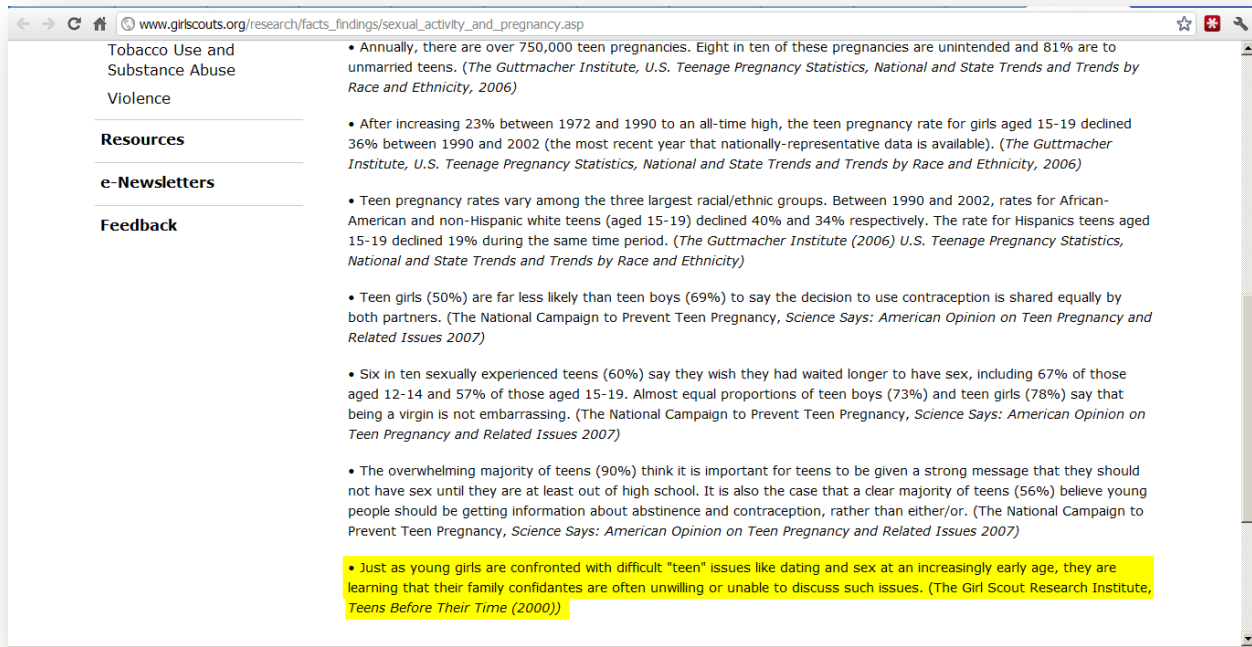 www.girlscouts.org/research/facts_findings/sexual_activity_and_pregnancy.asp
Tobacco Use and
Substance Abuse
Violence
Resources
e-Newsletters
Feedback
• Annually, there are over 750,000 teen pregnancies. Eight in ten of these pregnancies are unintended and 81% are to
unmarried teens. (The Guttmacher Institute, U.S. Teenage Pregnancy Statistics, National and State Trends and Trends by
Race and Ethnicity, 2006)
• After increasing 23% between 1972 and 1990 to an all-time high, the teen pregnancy rate for girls aged 15-19 declined
36% between 1990 and 2002 (the most recent year that nationally-representative data is available). (The Guttmacher
Institute, U.S. Teenage Pregnancy Statistics, National and State Trends and Trends by Race and Ethnicity, 2006)
• Teen pregnancy rates vary among the three largest racial/ethnic groups. Between 1990 and 2002, rates for African-
American and non-Hispanic white teens (aged 15-19) declined 40% and 34% respectively. The rate for Hispanics teens aged
15-19 declined 19% during the same time period. (The Guttmacher Institute (2006) U.S. Teenage Pregnancy Statistics,
National and State Trends and Trends by Race and Ethnicity)
• Teen girls (50%) are far less likely than teen boys (69%) to say the decision to use contraception is shared equally by
both partners. (The National Campaign to Prevent Teen Pregnancy, Science Says: American Opinion on Teen Pregnancy and
Related Issues 2007)
• Six in ten sexually experienced teens (60%) say they wish they had waited longer to have sex, including 67% of those
aged 12-14 and 57% of those aged 15-19. Almost equal proportions of teen boys (73%) and teen girls (78%) say that
being a virgin is not embarrassing. (The National Campaign to Prevent Teen Pregnancy, Science Says: American Opinion on
Teen Pregnancy and Related Issues 2007)
• The overwhelming majority of teens (90%) think it is important for teens to be given a strong message that they should
not have sex until they are at least out of high school. It is also the case that a clear majority of teens (56%) believe young
people should be getting information about abstinence and contraception, rather than either/or. (The National Campaign to
Prevent Teen Pregnancy, Science Says: American Opinion on Teen Pregnancy and Related Issues 2007)
• Just as young girls are confronted with difficult "teen" issues like dating and sex at an increasingly early age, they are
learning that their family confidantes are often unwilling or unable to discuss such issues. (The Girl Scout Research Institute,
Teens Before Their Time (2000))